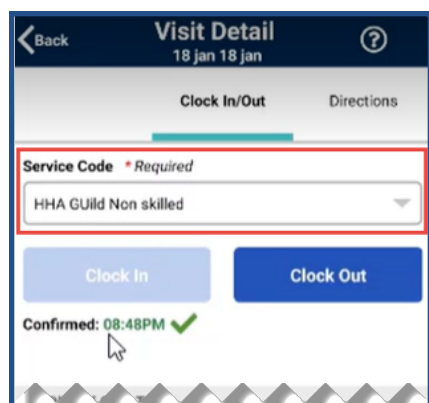 Back
Visit Detail
18 jan 18 jan
?
Clock In/Out
Directions
Service Code * Required
HHA GUild Non skilled
Clock In
Clock Out
Confirmed: 08:48PM